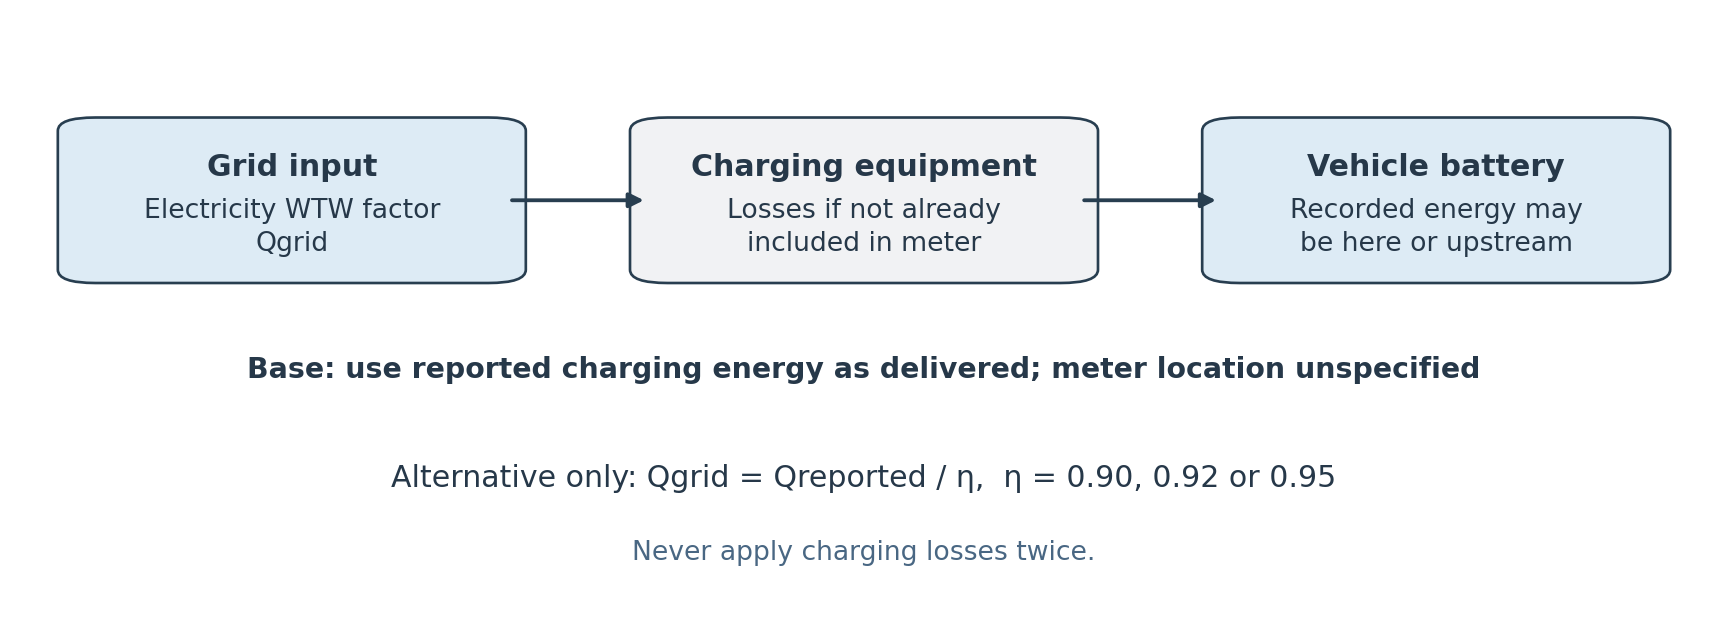 Grid input
Electricity WTW factor
Qgrid
Charging equipment
Losses if not already
included in meter
Vehicle battery
Recorded energy may
be here or upstream
Base: use reported charging energy as delivered; meter location unspecified
Alternative only: Qgrid = Qreported / η,  η = 0.90, 0.92 or 0.95
Never apply charging losses twice.